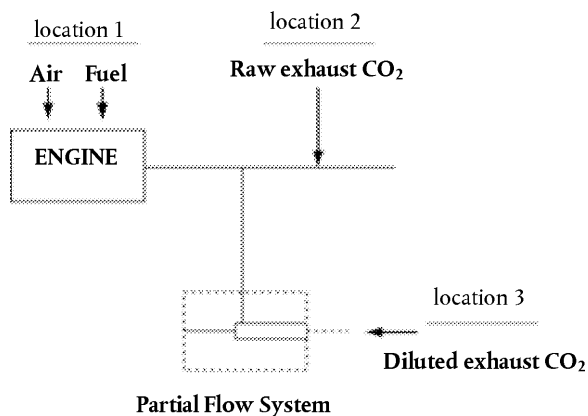 location 1
location 2
Air Fuel
Raw exhaust CO₂
ENGINE
location 3
Diluted exhaust CO₂
Partial Flow System